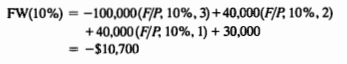 FW(10%) = −100,000(F/P, 10%, 3) + 40,000(F/P, 10%, 2)
+ 40,000(F/P, 10%, 1) + 30,000
= −$10,700